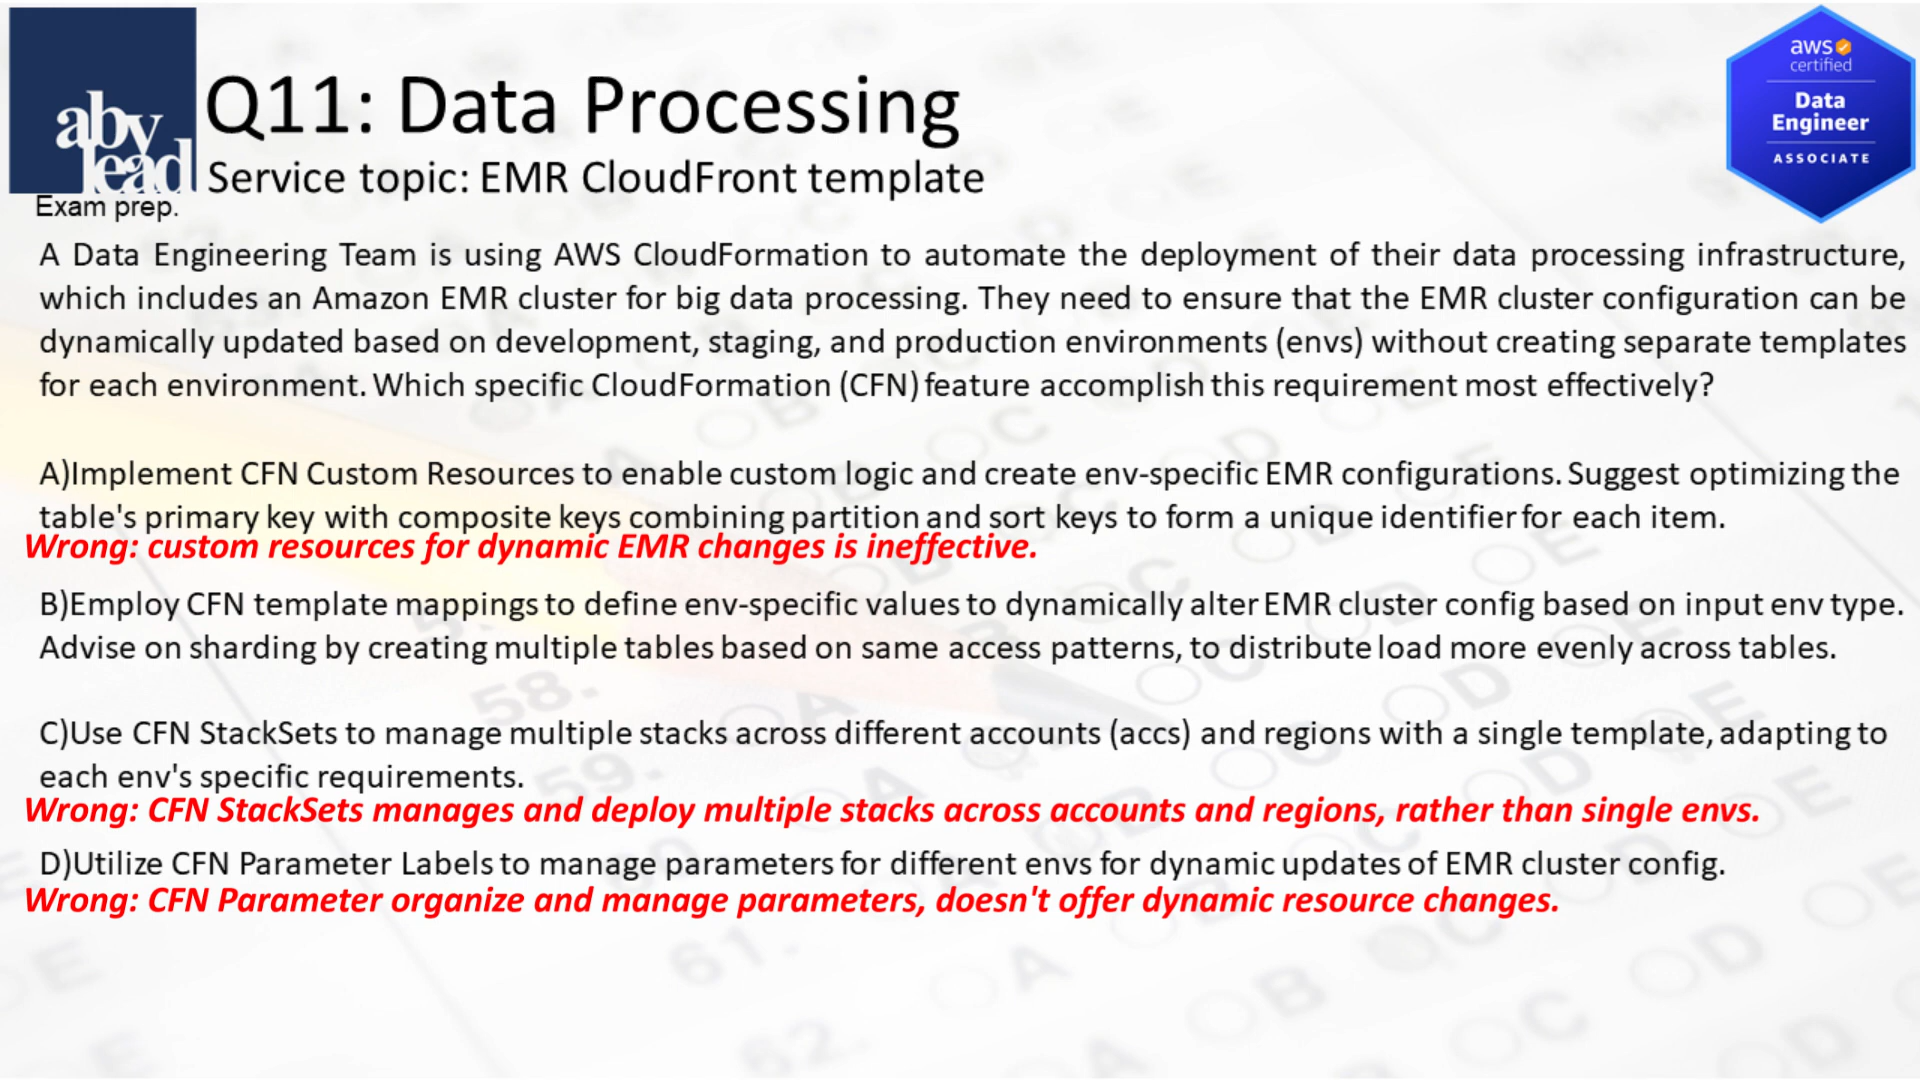 aby
lead
Exam prep.
Q11: Data Processing
Service topic: EMR CloudFront template
aws
certified
Data
Engineer
ASSOCIATE
A Data Engineering Team is using AWS CloudFormation to automate the deployment of their data processing infrastructure,
which includes an Amazon EMR cluster for big data processing. They need to ensure that the EMR cluster configuration can be
dynamically updated based on development, staging, and production environments (envs) without creating separate templates
for each environment. Which specific CloudFormation (CFN) feature accomplish this requirement most effectively?
A)Implement CFN Custom Resources to enable custom logic and create env-specific EMR configurations. Suggest optimizing the
table's primary key with composite keys combining partition and sort keys to form a unique identifier for each item.
Wrong: custom resources for dynamic EMR changes is ineffective.
B)Employ CFN template mappings to define env-specific values to dynamically alter EMR cluster config based on input env type.
Advise on sharding by creating multiple tables based on same access patterns, to distribute load more evenly across tables.
C)Use CFN StackSets to manage multiple stacks across different accounts (accs) and regions with a single template, adapting to
each env's specific requirements.
Wrong: CFN StackSets manages and deploy multiple stacks across accounts and regions, rather than single envs.
D)Utilize CFN Parameter Labels to manage parameters for different envs for dynamic updates of EMR cluster config.
Wrong: CFN Parameter organize and manage parameters, doesn't offer dynamic resource changes.